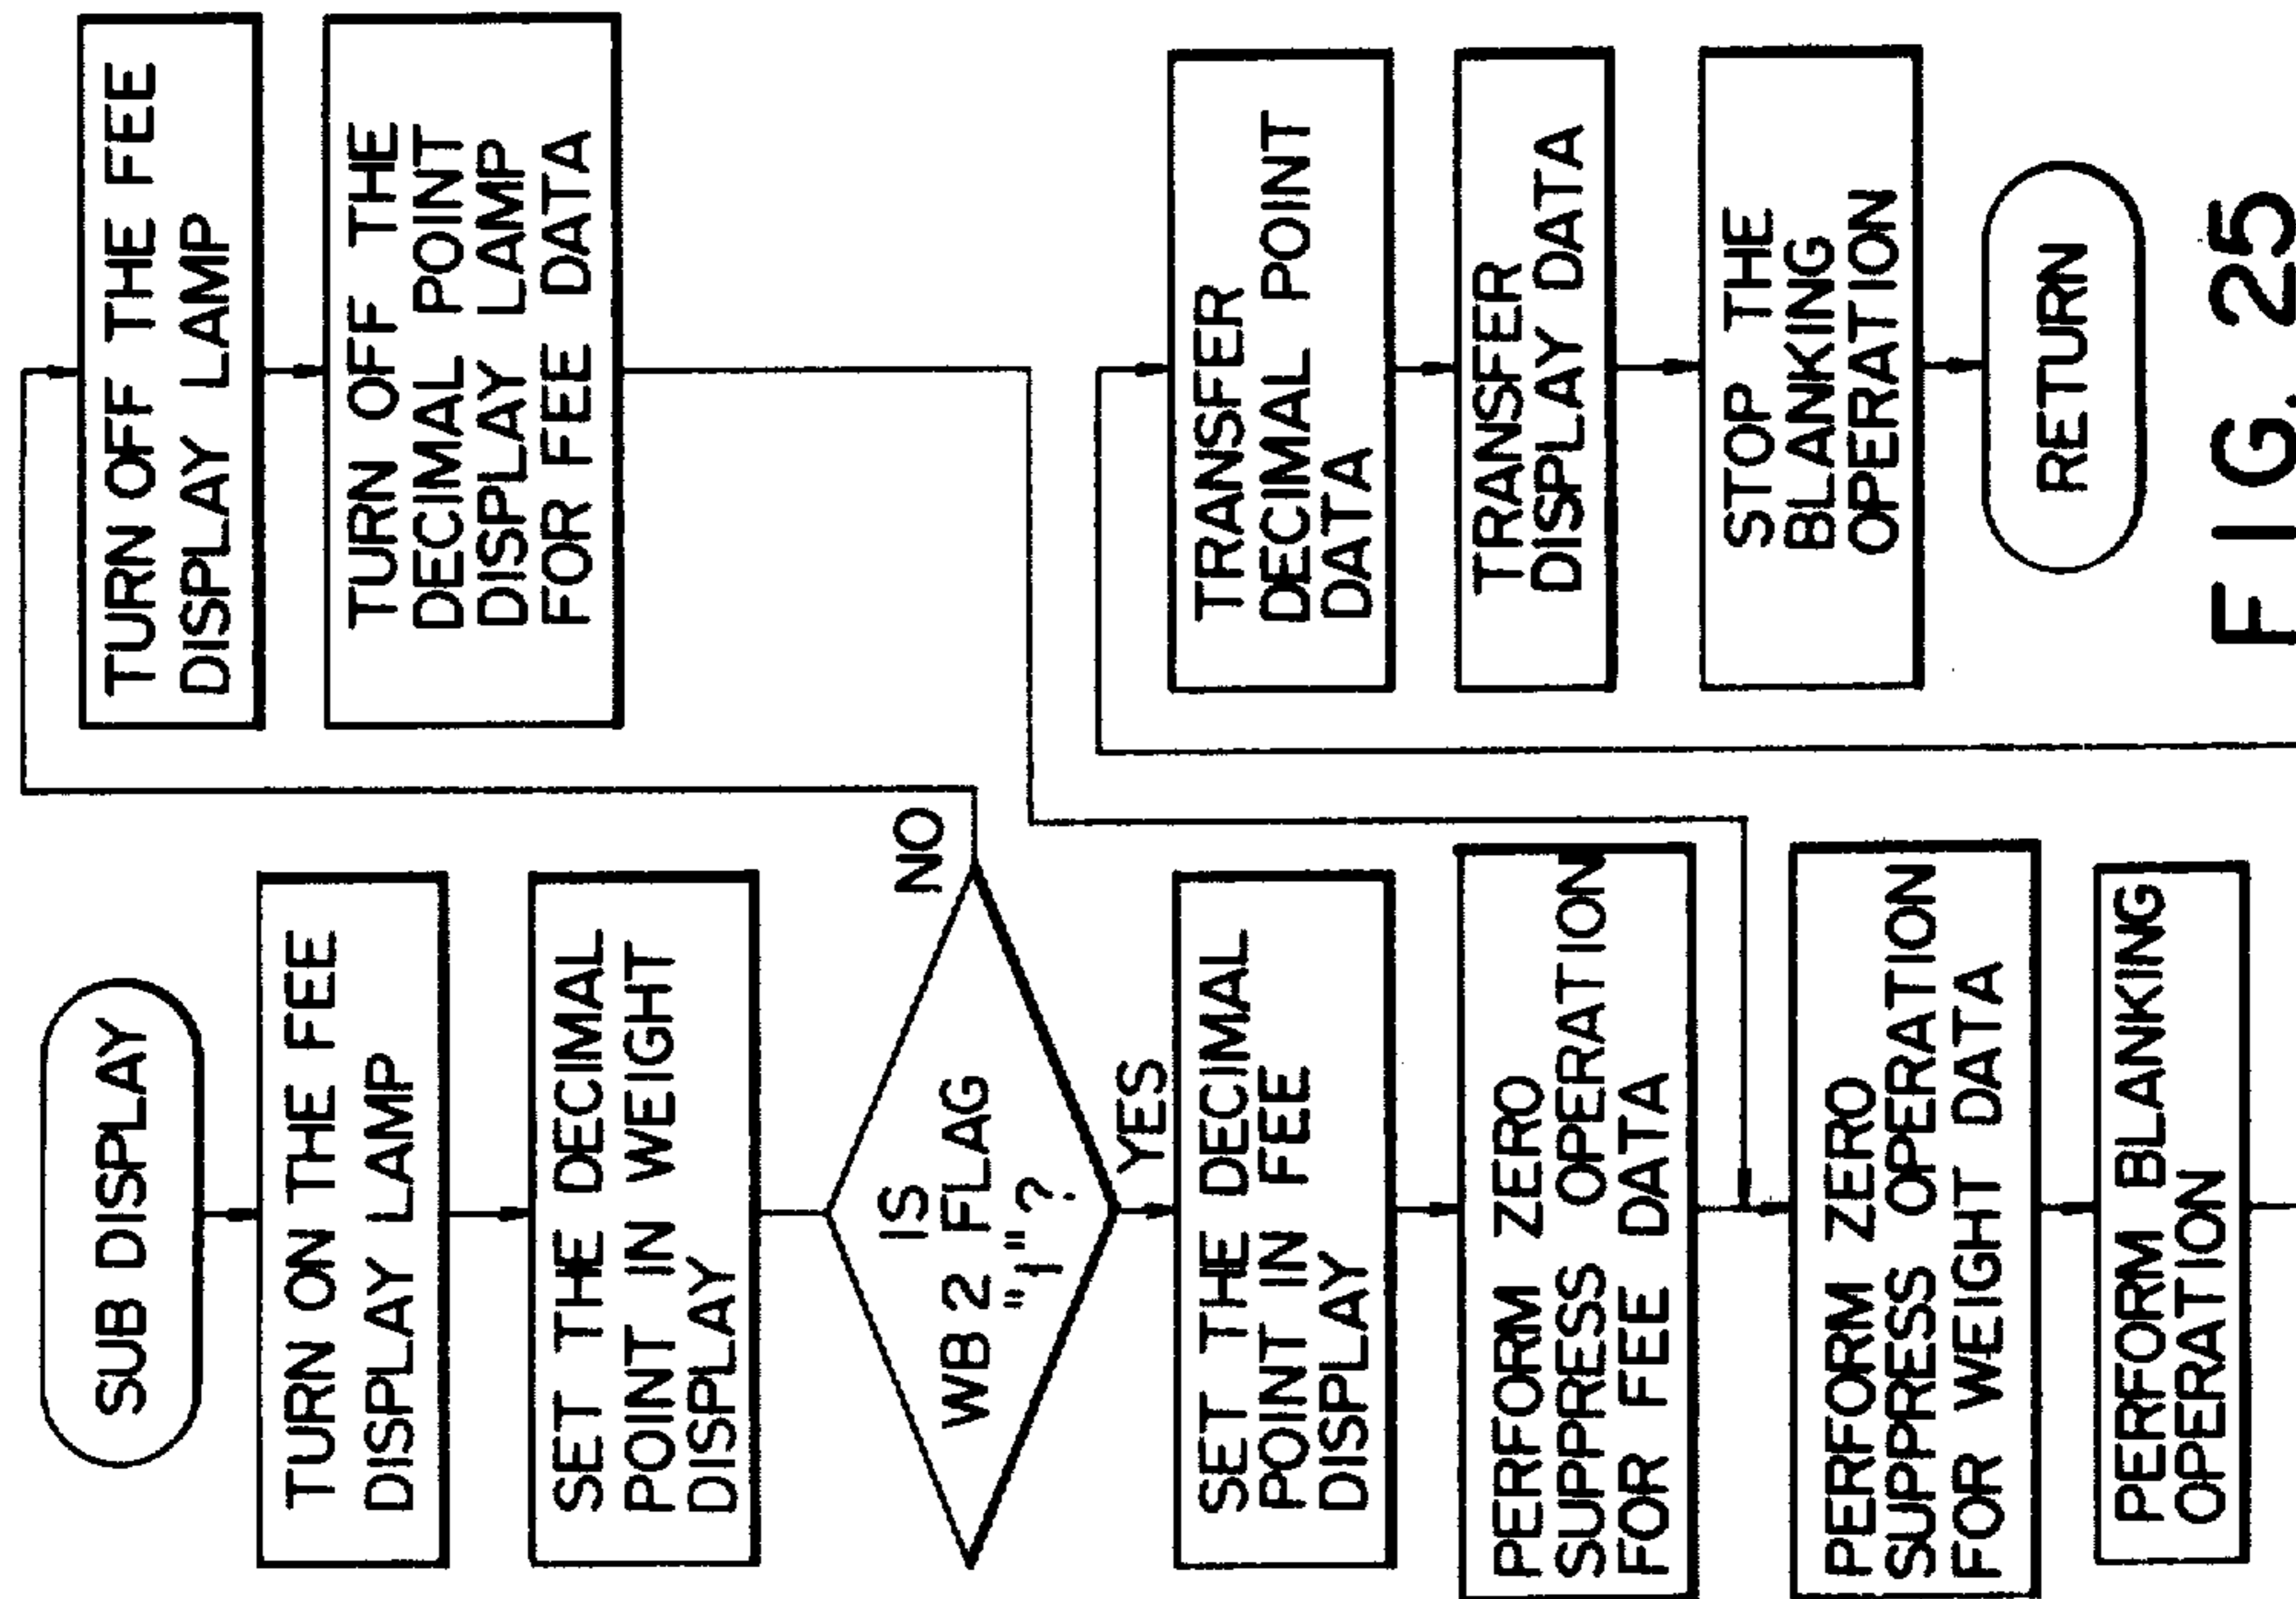 SUB DISPLAY
TURN ON THE FEE
DISPLAY LAMP
SET THE DECIMAL
POINT IN WEIGHT
DISPLAY
IS
WB 2 FLAG
"1"?
NO
YES
SET THE DECIMAL
POINT IN FEE
DISPLAY
PERFORM ZERO
SUPPRESS OPERATION
FOR FEE DATA
PERFORM ZERO
SUPPRESS OPERATION
FOR WEIGHT DATA
PERFORM BLANKING
OPERATION
TURN OFF THE FEE
DISPLAY LAMP
TURN OFF THE
DECIMAL POINT
DISPLAY LAMP
FOR FEE DATA
TRANSFER
DECIMAL POINT
DATA
TRANSFER
DISPLAY DATA
STOP THE
BLANKING
OPERATION
RETURN
FIG. 25